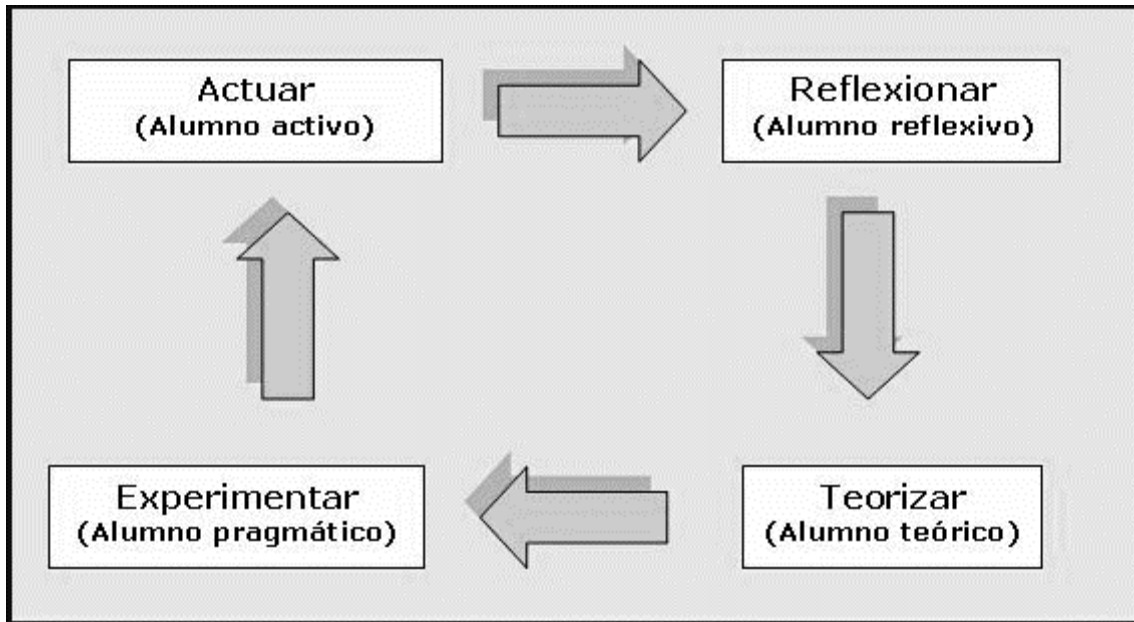 Actuar
(Alumno activo)
Reflexionar
(Alumno reflexivo)
Experimentar
(Alumno pragmático)
Teorizar
(Alumno teórico)